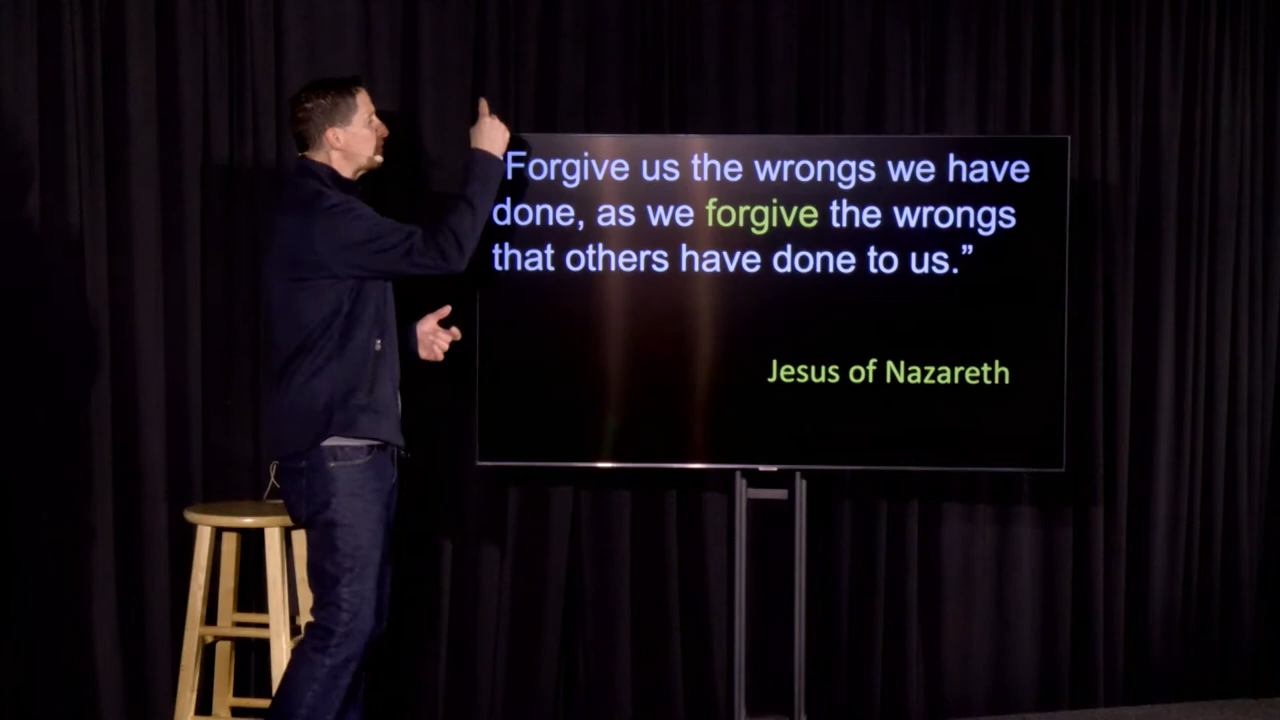 “Forgive us the wrongs we have
done, as we forgive the wrongs
that others have done to us.”
Jesus of Nazareth